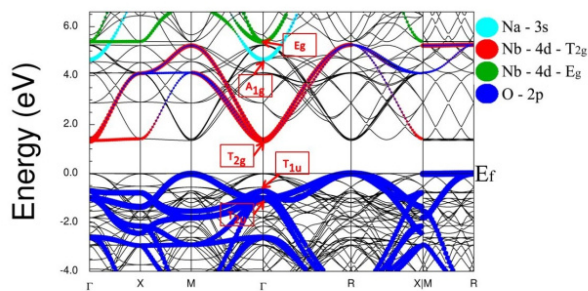 Energy (eV)
6.0
4.0
2.0
0.0
-2.0
-4.0
Γ X M Γ R X|M R
Eg
A1g
T2g
T1u
Ef
Na - 3s
Nb - 4d - T2g
Nb - 4d - Eg
O - 2p